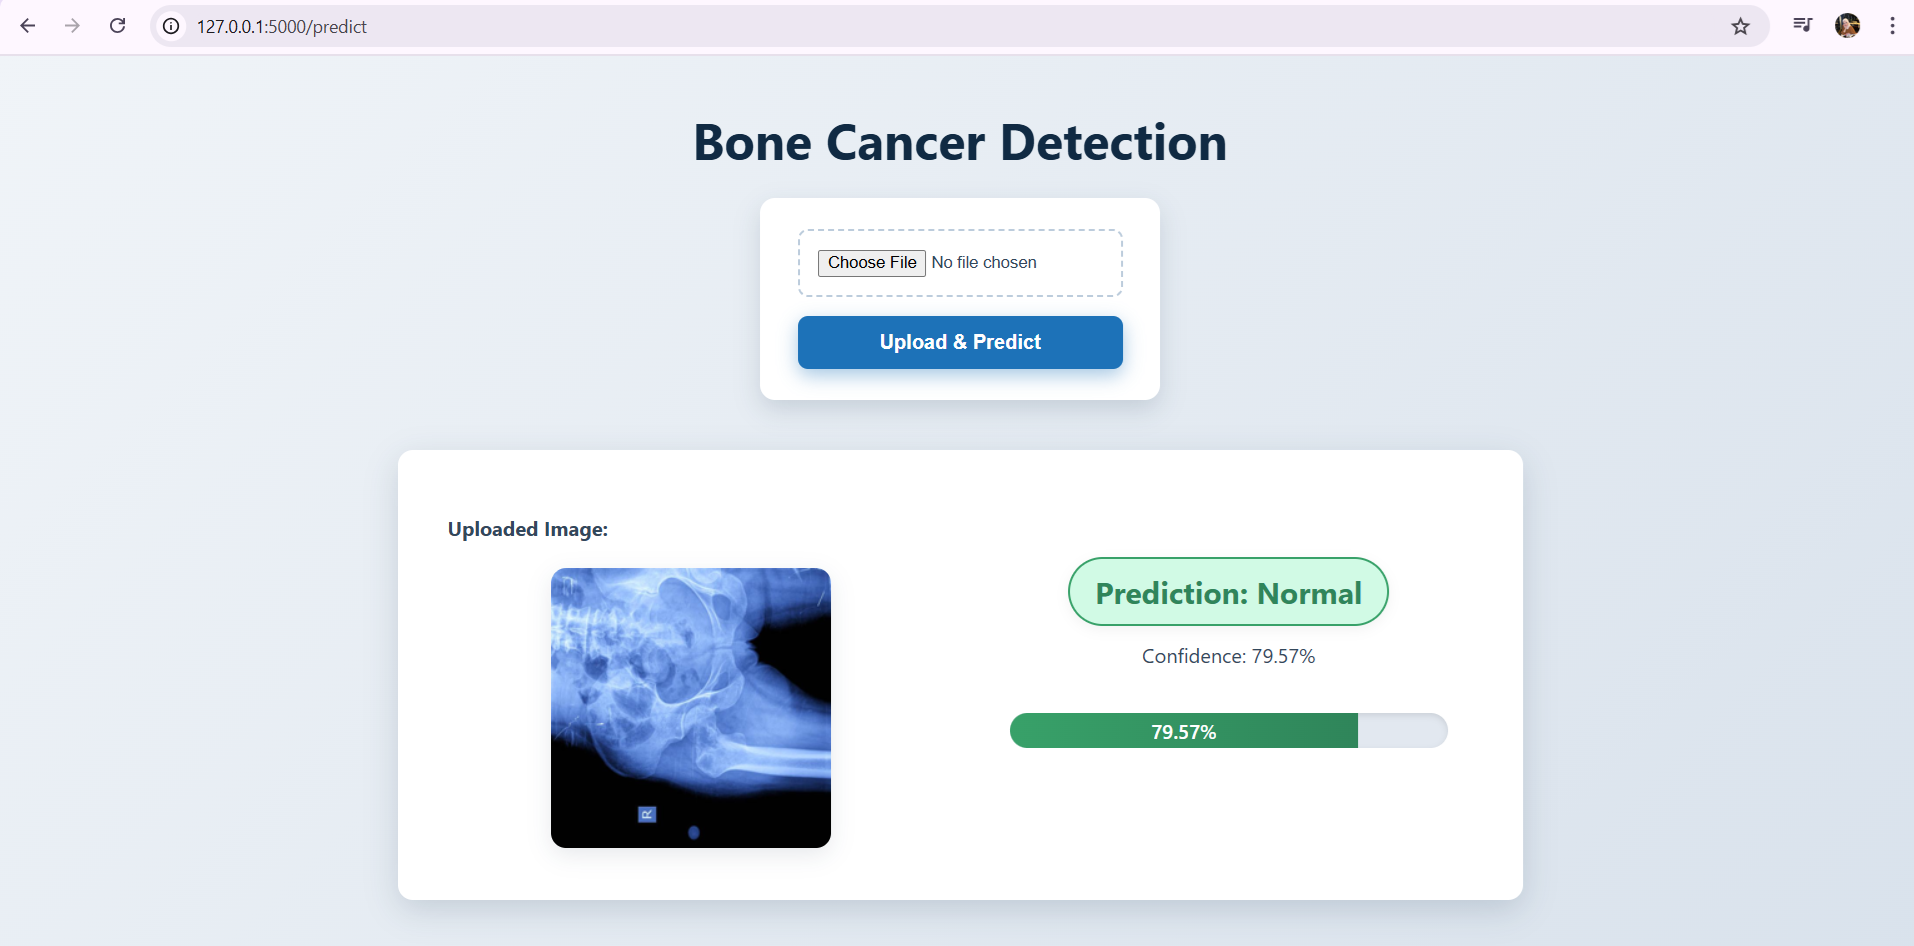 127.0.0.1:5000/predict
Bone Cancer Detection
Choose File No file chosen
Upload & Predict
Uploaded Image:
Prediction: Normal
Confidence: 79.57%
79.57%
R